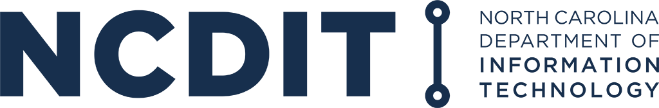 NCDIT
NORTH CAROLINA
DEPARTMENT OF
INFORMATION
TECHNOLOGY